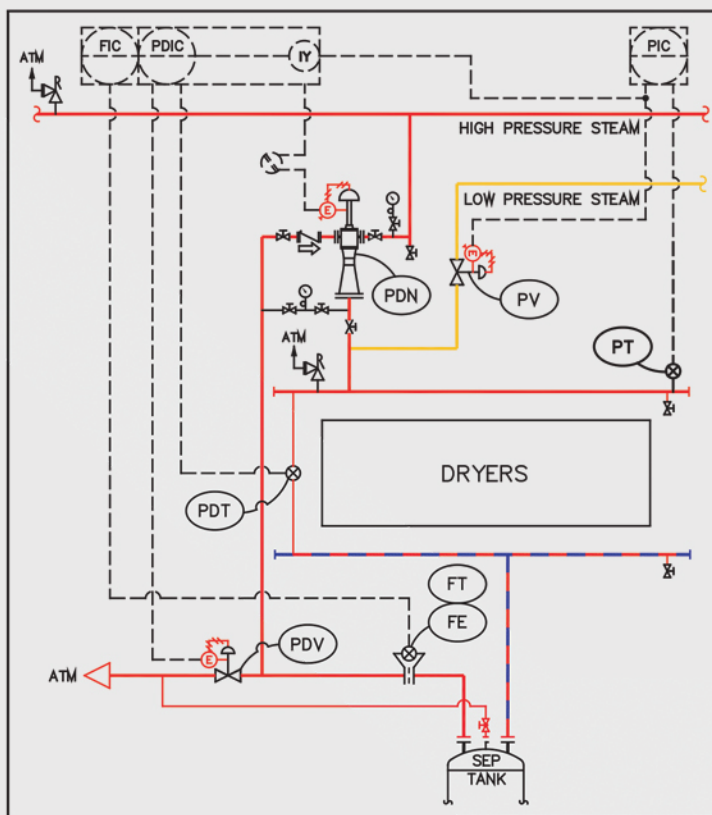 FIC
PDIC
IY
PIC
ATM
R
HIGH PRESSURE STEAM
LOW PRESSURE STEAM
E
PDN
E
PV
ATM
R
PT
DRYERS
PDT
FT
FE
E
PDV
ATM
SEP
TANK